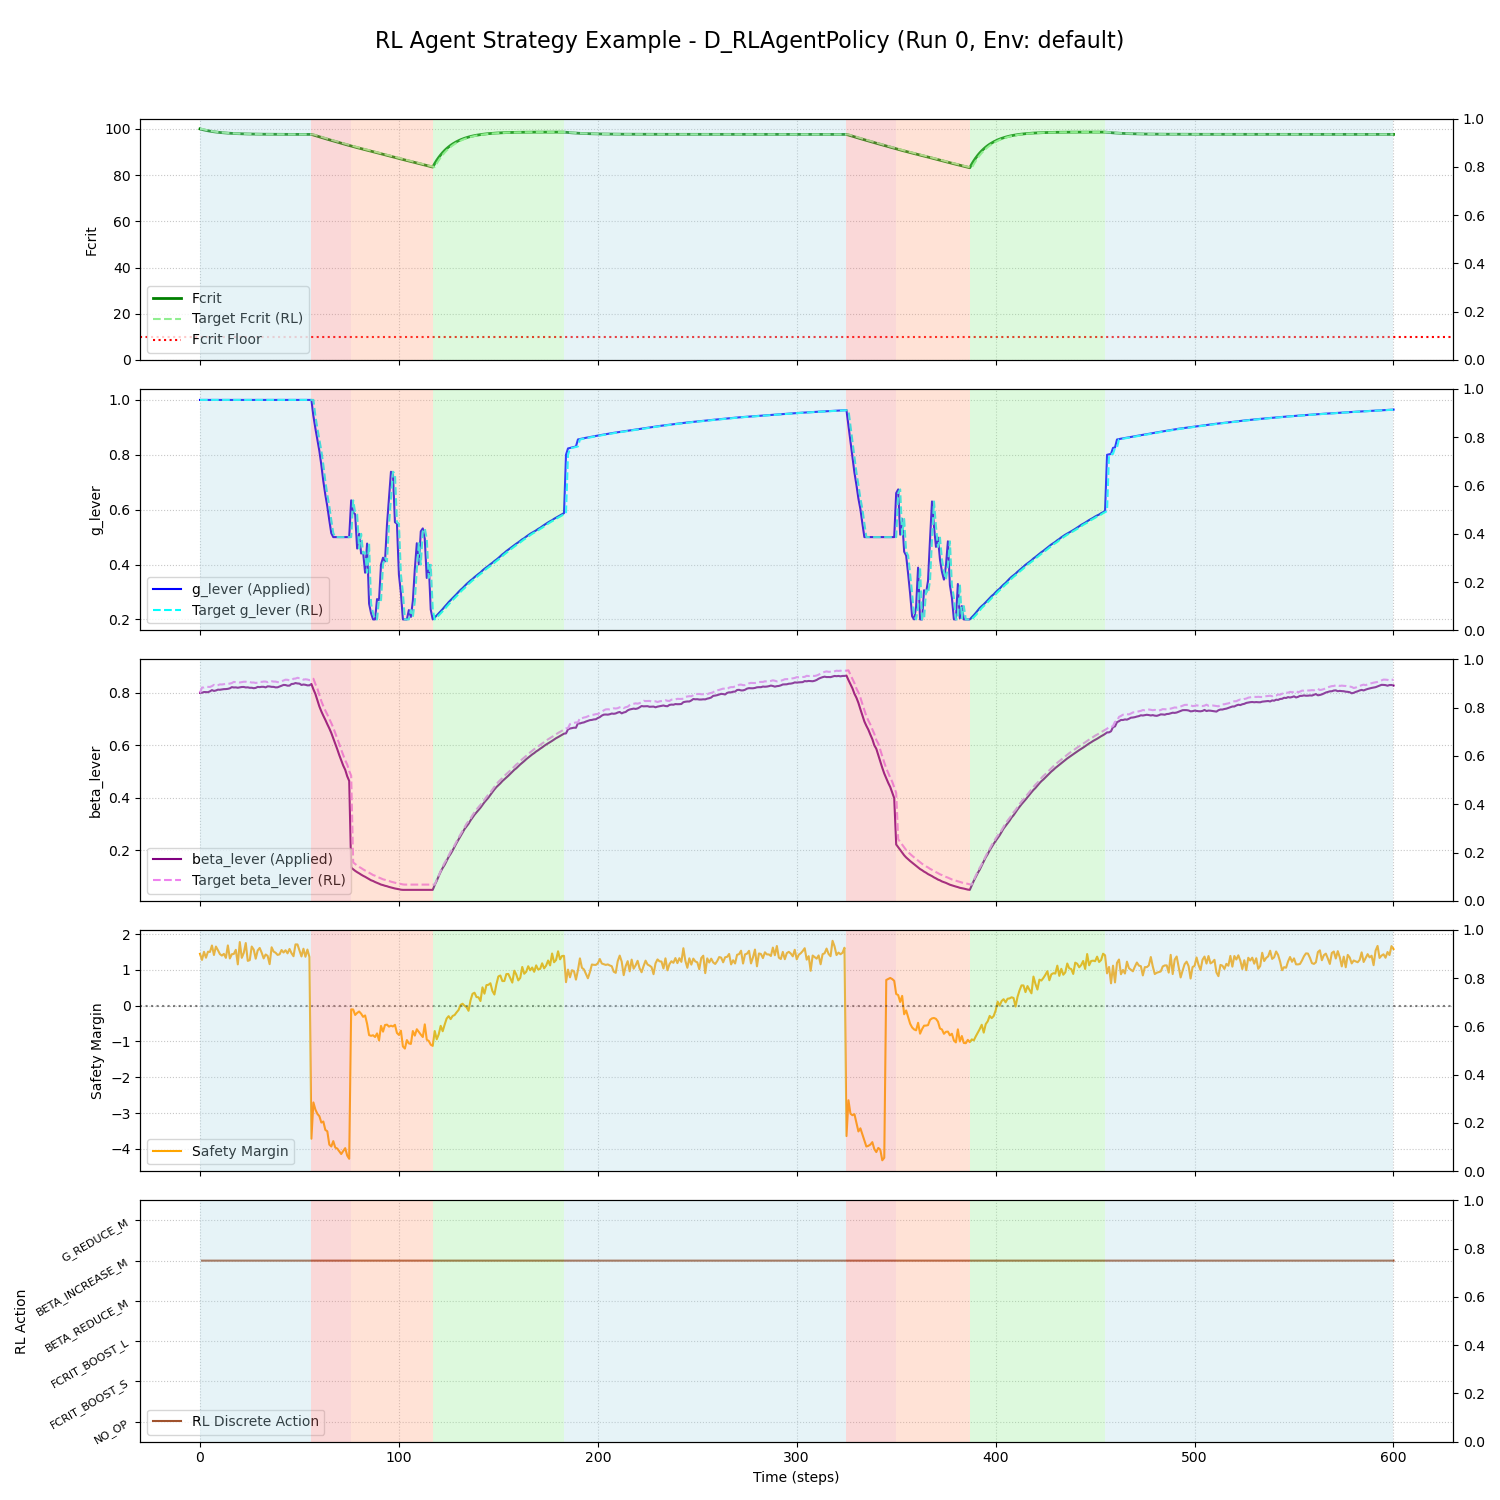 RL Agent Strategy Example - D_RLAgentPolicy (Run 0, Env: default)
Fcrit
100
80
60
40
20
0
Fcrit
Target Fcrit (RL)
Fcrit Floor
1.0
0.8
0.6
0.4
0.2
0.0
g_lever
1.0
0.8
0.6
0.4
0.2
g_lever (Applied)
Target g_lever (RL)
1.0
0.8
0.6
0.4
0.2
0.0
beta_lever
0.8
0.6
0.4
0.2
beta_lever (Applied)
Target beta_lever (RL)
1.0
0.8
0.6
0.4
0.2
0.0
Safety Margin
2
1
0
−1
−2
−3
−4
Safety Margin
1.0
0.8
0.6
0.4
0.2
0.0
RL Action
G_REDUCE_M
BETA_INCREASE_M
BETA_REDUCE_M
FCRIT_BOOST_L
FCRIT_BOOST_S
NO_OP
RL Discrete Action
1.0
0.8
0.6
0.4
0.2
0.0
0 100 200 300 400 500 600
Time (steps)